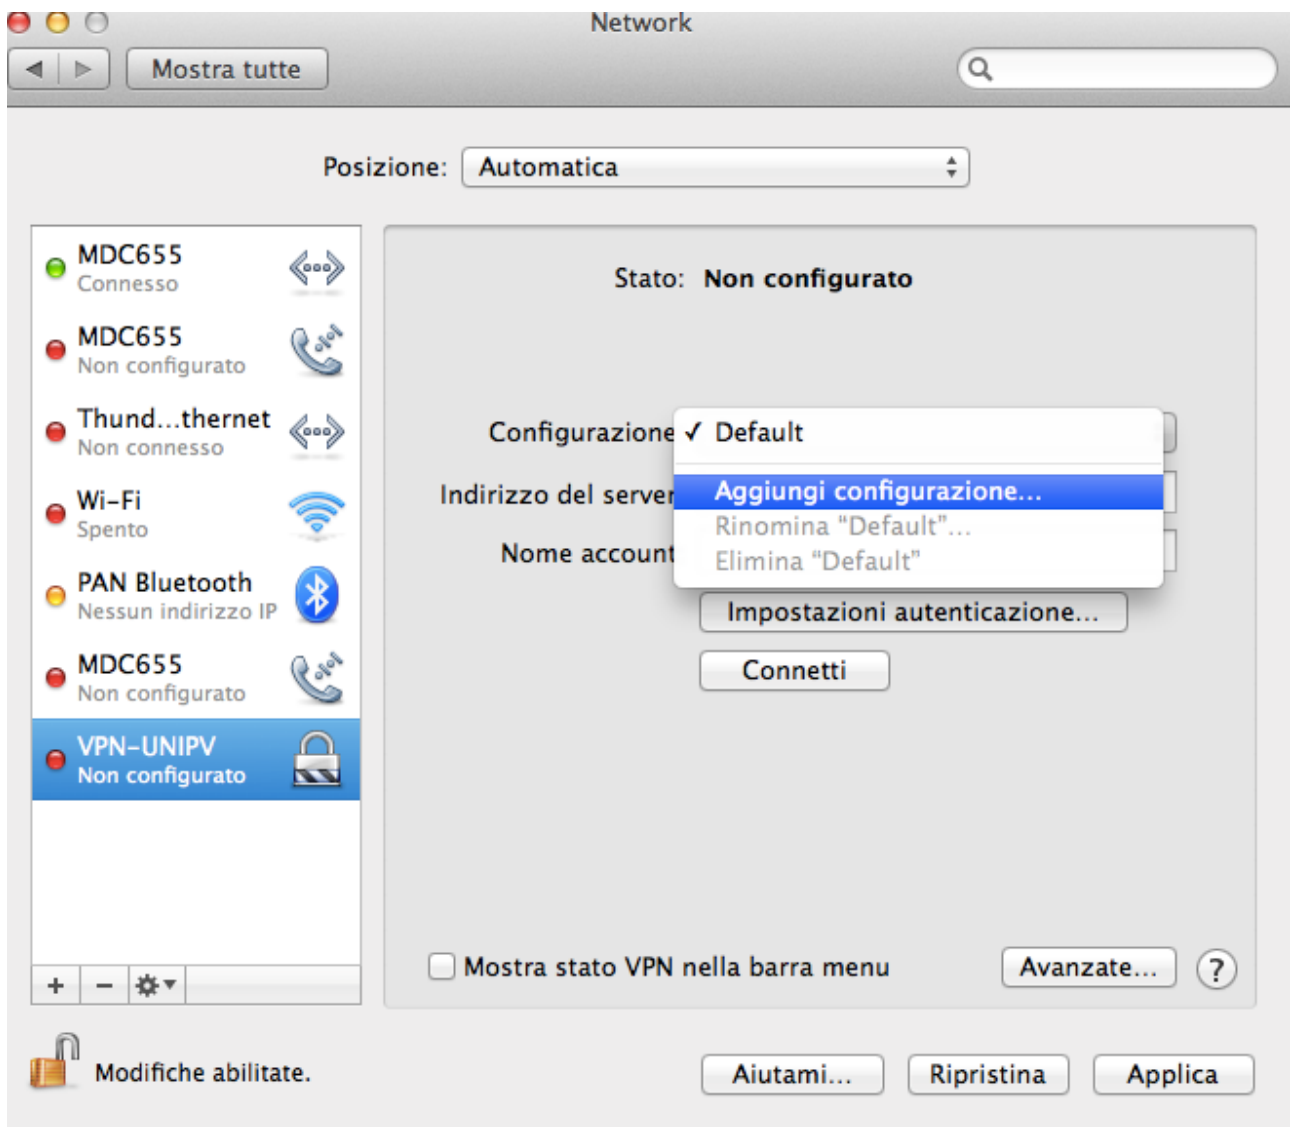 Network
Mostra tutte
Posizione: Automatica
MDC655
Connesso
MDC655
Non configurato
Thund...thernet
Non connesso
Wi-Fi
Spento
PAN Bluetooth
Nessun indirizzo IP
MDC655
Non configurato
VPN-UNIPV
Non configurato
Stato: Non configurato
Configurazione ✓ Default
Indirizzo del server Aggiungi configurazione...
Rinomina “Default”...
Nome account Elimina “Default”
Impostazioni autenticazione...
Connetti
Mostra stato VPN nella barra menu Avanzate... ?
Modifiche abilitate.
Aiutami... Ripristina Applica